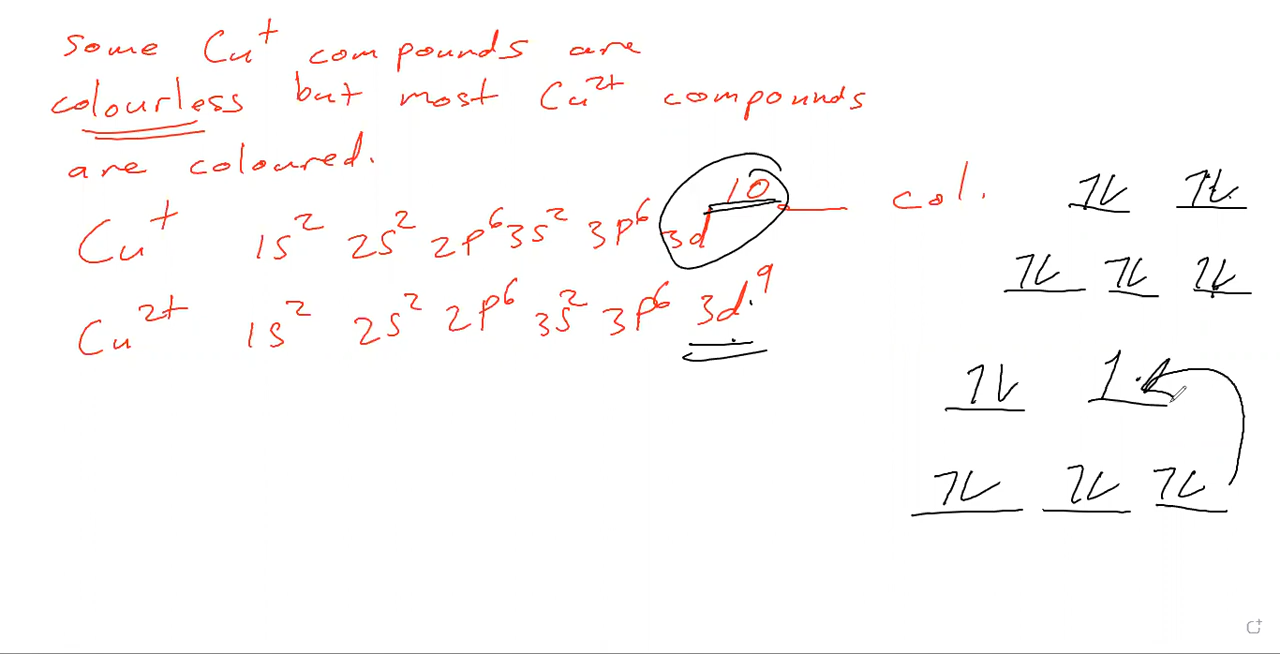 Some Cu⁺ compounds are
colourless but most Cu²⁺ compounds
are coloured.
Cu⁺ 1s² 2s² 2p⁶ 3s² 3p⁶ 3d¹⁰ — col.
Cu²⁺ 1s² 2s² 2p⁶ 3s² 3p⁶ 3d⁹